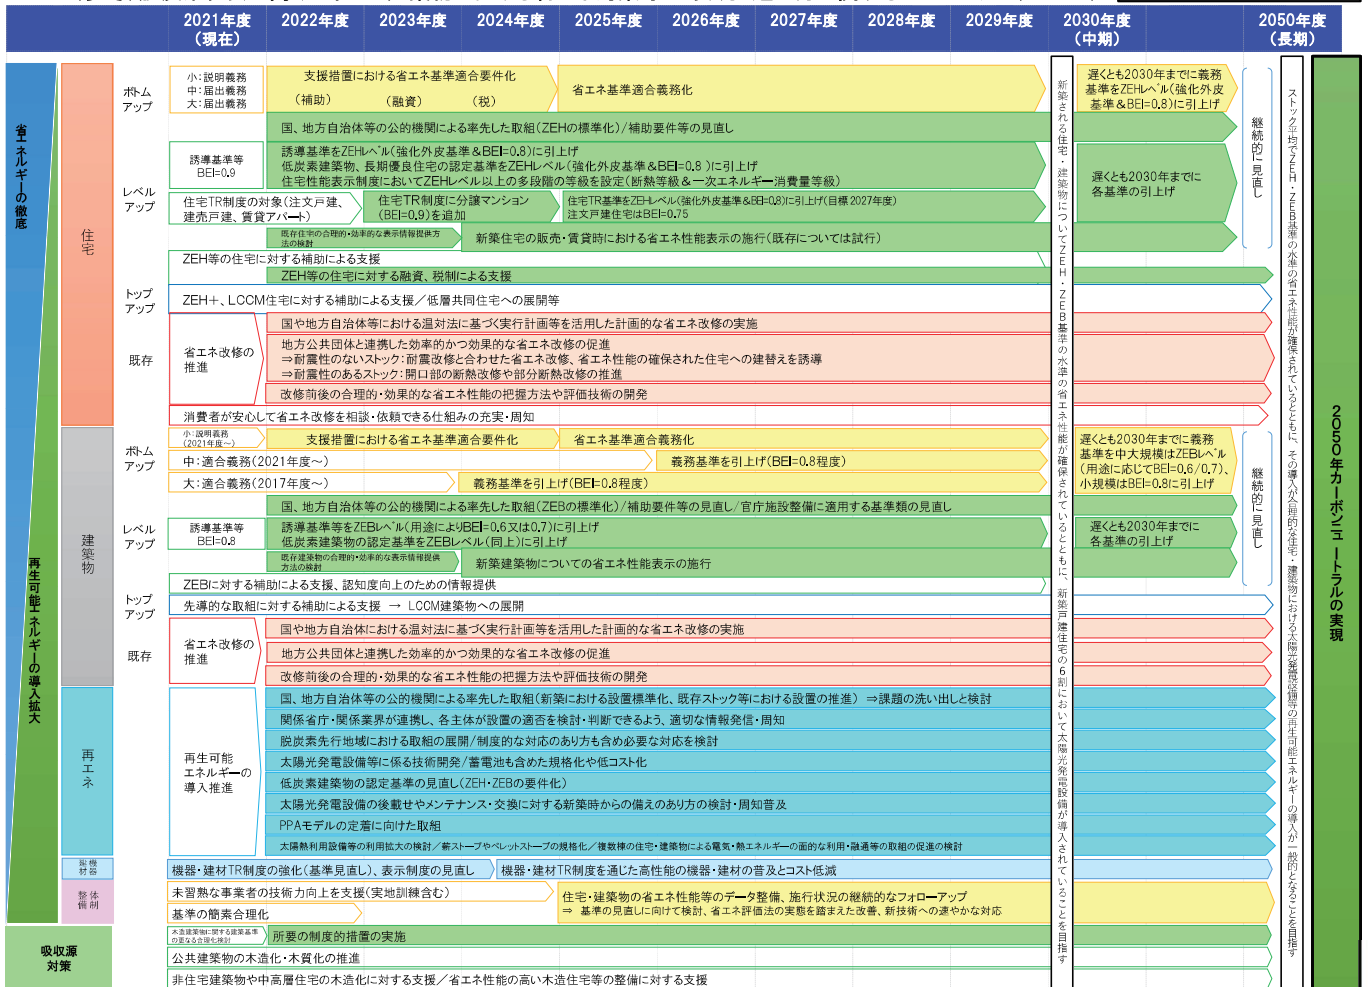 2021年度
(現在)
2022年度
2023年度
2024年度
2025年度
2026年度
2027年度
2028年度
2029年度
2030年度
(中期)
2050年度
(長期)
省エネルギーの徹底
再生可能エネルギーの導入拡大
住宅
ボトム
アップ
小:説明義務
中:届出義務
大:届出義務
支援措置における省エネ基準適合要件化
(補助) (融資) (税)
省エネ基準適合義務化
遅くとも2030年までに義務
基準をZEHレベル(強化外皮
基準&BEI=0.8)に引上げ
国、地方自治体等の公的機関による率先した取組(ZEHの標準化)/補助要件等の見直し
レベル
アップ
誘導基準等
BEI=0.9
誘導基準をZEHレベル(強化外皮基準&BEI=0.8)に引上げ
低炭素建築物、長期優良住宅の認定基準をZEHレベル(強化外皮基準&BEI=0.8 )に引上げ
住宅性能表示制度においてZEHレベル以上の多段階の等級を設定(断熱等級&一次エネルギー消費量等級)
遅くとも2030年までに
各基準の引上げ
住宅TR制度の対象(注文戸建、
建売戸建、賃貸アパート)
住宅TR制度に分譲マンション
(BEI=0.9)を追加
住宅TR基準をZEHレベル(強化外皮基準&BEI=0.8)に引上げ(目標2027年度)
注文戸建住宅はBEI=0.75
既存住宅の合理的・効率的な表示情報提供方
法の検討
新築住宅の販売・賃貸時における省エネ性能表示の施行(既存については試行)
継続的に見直し
トップ
アップ
ZEH等の住宅に対する補助による支援
ZEH等の住宅に対する融資、税制による支援
ZEH+、LCCM住宅に対する補助による支援/低層共同住宅への展開等
既存
省エネ改修の
推進
国や地方自治体等における温対法に基づく実行計画等を活用した計画的な省エネ改修の実施
地方公共団体と連携した効率的かつ効果的な省エネ改修の促進
⇒耐震性のないストック:耐震改修と合わせた省エネ改修、省エネ性能の確保された住宅への建替えを誘導
⇒耐震性のあるストック:開口部の断熱改修や部分断熱改修の推進
改修前後の合理的・効果的な省エネ性能の把握方法や評価技術の開発
消費者が安心して省エネ改修を相談・依頼できる仕組みの充実・周知
建築物
ボトム
アップ
小:説明義務
(2021年度~)
支援措置における省エネ基準適合要件化
省エネ基準適合義務化
中:適合義務(2021年度~)
義務基準を引上げ(BEI=0.8程度)
大:適合義務(2017年度~)
義務基準を引上げ(BEI=0.8程度)
遅くとも2030年までに義務
基準を中大規模はZEBレベル
(用途に応じてBEI=0.6/0.7)、
小規模はBEI=0.8に引上げ
国、地方自治体等の公的機関による率先した取組(ZEBの標準化)/補助要件等の見直し/官庁施設整備に適用する基準類の見直し
レベル
アップ
誘導基準等
BEI=0.8
誘導基準等をZEBレベル(用途によりBEI=0.6又は0.7)に引上げ
低炭素建築物の認定基準をZEBレベル(同上)に引上げ
遅くとも2030年までに
各基準の引上げ
既存建築物の合理的・効率的な表示情報提供
方法の検討
新築建築物についての省エネ性能表示の施行
継続的に見直し
トップ
アップ
ZEBに対する補助による支援、認知度向上のための情報提供
先導的な取組に対する補助による支援 → LCCM建築物への展開
既存
省エネ改修の
推進
国や地方自治体における温対法に基づく実行計画等を活用した計画的な省エネ改修の実施
地方公共団体と連携した効率的かつ効果的な省エネ改修の促進
改修前後の合理的・効果的な省エネ性能の把握方法や評価技術の開発
再エネ
再生可能
エネルギーの
導入推進
国、地方自治体等の公的機関による率先した取組(新築における設置標準化、既存ストック等における設置の推進) ⇒課題の洗い出しと検討
関係省庁・関係業界が連携し、各主体が設置の適否を検討・判断できるよう、適切な情報発信・周知
脱炭素先行地域における取組の展開/制度的な対応のあり方も含め必要な対応を検討
太陽光発電設備等に係る技術開発/蓄電池も含めた規格化や低コスト化
低炭素建築物の認定基準の見直し(ZEH・ZEBの要件化)
太陽光発電設備の後載せやメンテナンス・交換に対する新築時からの備えのあり方の検討・周知普及
PPAモデルの定着に向けた取組
太陽熱利用設備等の利用拡大の検討/薪ストーブやペレットストーブの規格化/複数棟の住宅・建築物による電気・熱エネルギーの面的な利用・融通等の取組の促進の検討
機器
建材
機器・建材TR制度の強化(基準見直し)、表示制度の見直し
機器・建材TR制度を通じた高性能の機器・建材の普及とコスト低減
体制
整備
未習熟な事業者の技術力向上を支援(実地訓練含む)
基準の簡素合理化
住宅・建築物の省エネ性能等のデータ整備、施行状況の継続的なフォローアップ
⇒ 基準の見直しに向けて検討、省エネ評価法の実態を踏まえた改善、新技術への速やかな対応
吸収源
対策
木造建築物に関する建築基準
の更なる合理化検討
所要の制度的措置の実施
公共建築物の木造化・木質化の推進
非住宅建築物や中高層住宅の木造化に対する支援/省エネ性能の高い木造住宅等の整備に対する支援
新築される住宅・建築物についてZEH・ZEB基準の水準の省エネ性能が確保されているとともに、新築戸建住宅の6割において太陽光発電設備が導入されていることを目指す
ストック平均でZEH・ZEB基準の水準の省エネ性能が確保されているとともに、その導入が合理的な住宅・建築物における太陽光発電設備等の再生可能エネルギーの導入が一般的となることを目指す
2050年カーボンニュートラルの実現